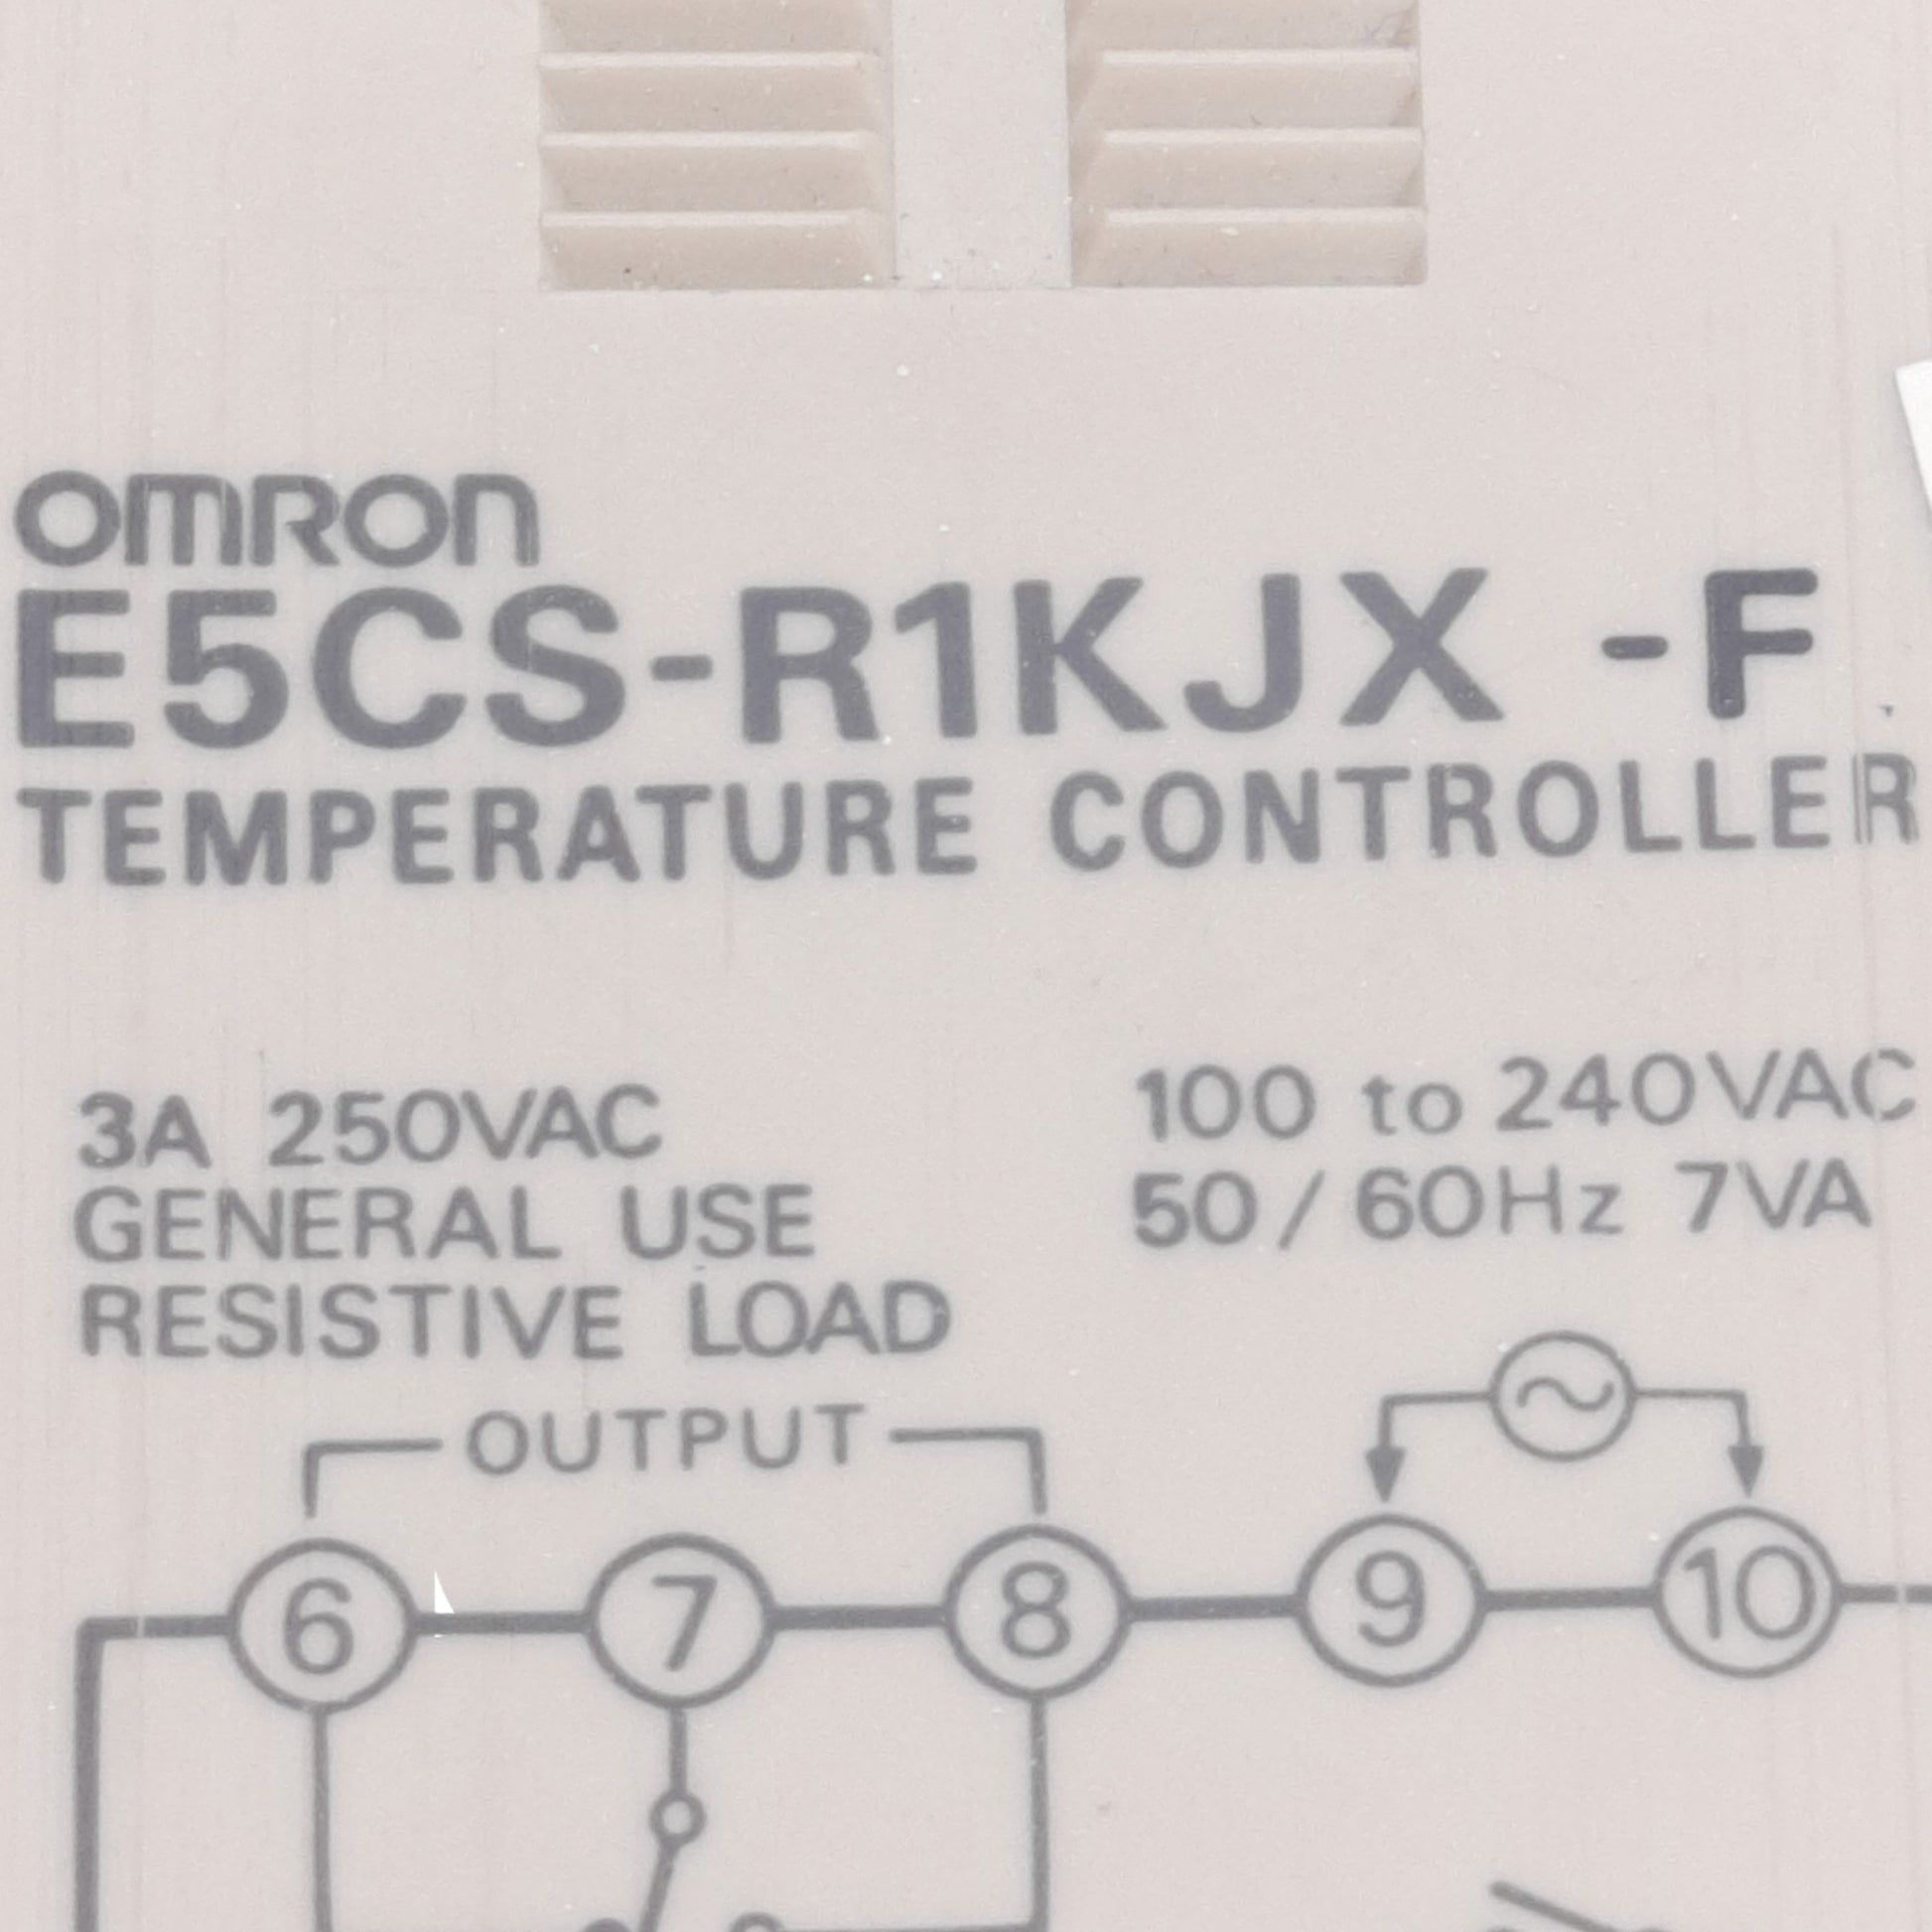 omron
E5CS-R1KJX -F
TEMPERATURE CONTROLLER
3A 250VAC
GENERAL USE
RESISTIVE LOAD
100 to 240VAC
50/60Hz 7VA
OUTPUT
6 7 8 9 10